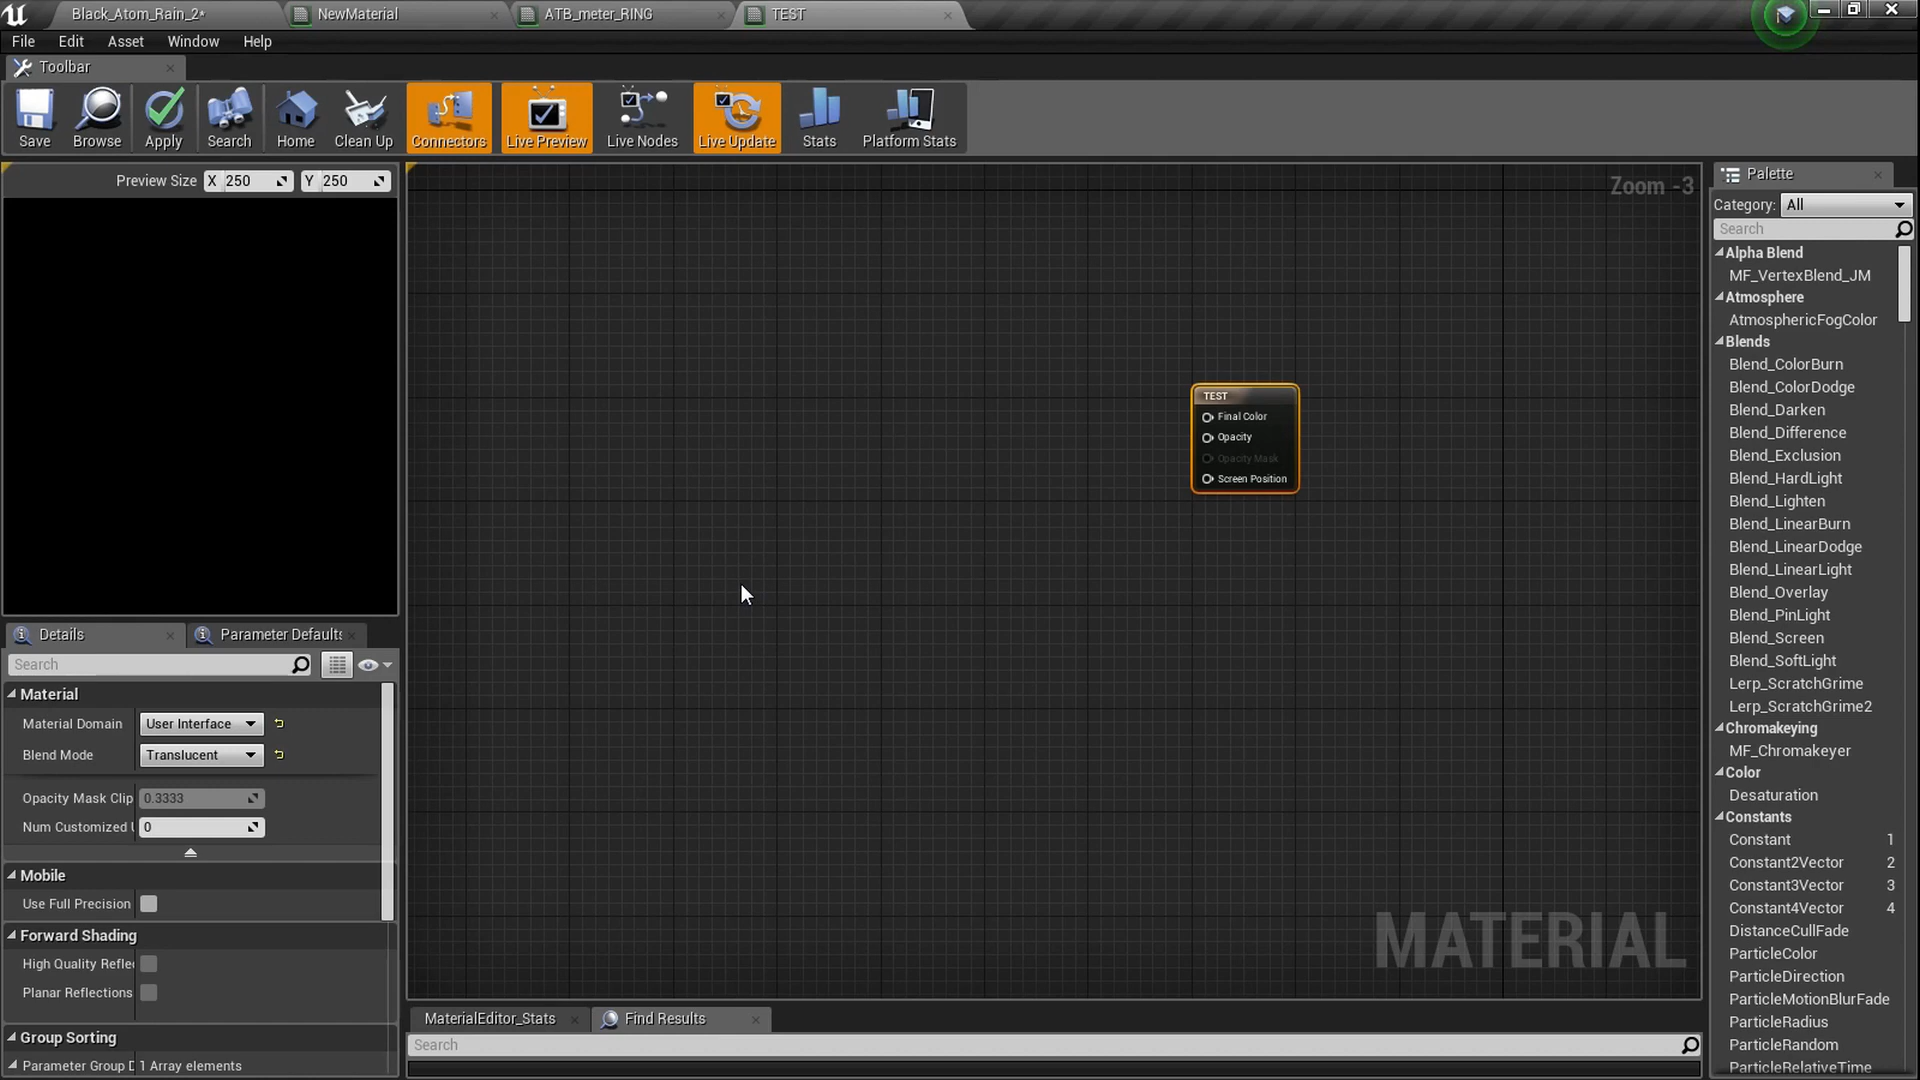 Black_Atom_Rain_2*
NewMaterial
ATB_meter_RING
TEST
File
Edit
Asset
Window
Help
Toolbar
Save
Browse
Apply
Search
Home
Clean Up
Connectors
Live Preview
Live Nodes
Live Update
Stats
Platform Stats
Preview Size
X 250
Y 250
Zoom -3
TEST
Final Color
Opacity
Opacity Mask
Screen Position
MATERIAL
Details
Parameter Defaults
Search
Material
Material Domain
User Interface
Blend Mode
Translucent
Opacity Mask Clip
0.3333
Num Customized
0
Mobile
Use Full Precision
Forward Shading
High Quality Refle
Planar Reflections
Group Sorting
Parameter Group D
1 Array elements
MaterialEditor_Stats
Find Results
Search
Palette
Category:
All
Search
Alpha Blend
MF_VertexBlend_JM
Atmosphere
AtmosphericFogColor
Blends
Blend_ColorBurn
Blend_ColorDodge
Blend_Darken
Blend_Difference
Blend_Exclusion
Blend_HardLight
Blend_Lighten
Blend_LinearBurn
Blend_LinearDodge
Blend_LinearLight
Blend_Overlay
Blend_PinLight
Blend_Screen
Blend_SoftLight
Lerp_ScratchGrime
Lerp_ScratchGrime2
Chromakeying
MF_Chromakeyer
Color
Desaturation
Constants
Constant 1
Constant2Vector 2
Constant3Vector 3
Constant4Vector 4
DistanceCullFade
ParticleColor
ParticleDirection
ParticleMotionBlurFade
ParticleRadius
ParticleRandom
ParticleRelativeTime